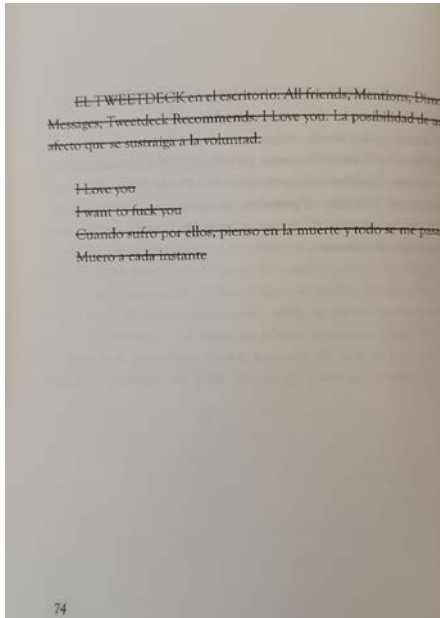 EL TWEETDECK en el escritorio: All friends, Mentions,
Messages, Tweetdeck Recommends. I Love you. La posibilidad de
afecto que se sustraiga a la voluntad.
I Love you
I want to fuck you
Cuando sufro por ellos, pienso en la muerte y todo se me pasa
Muero a cada instante
74